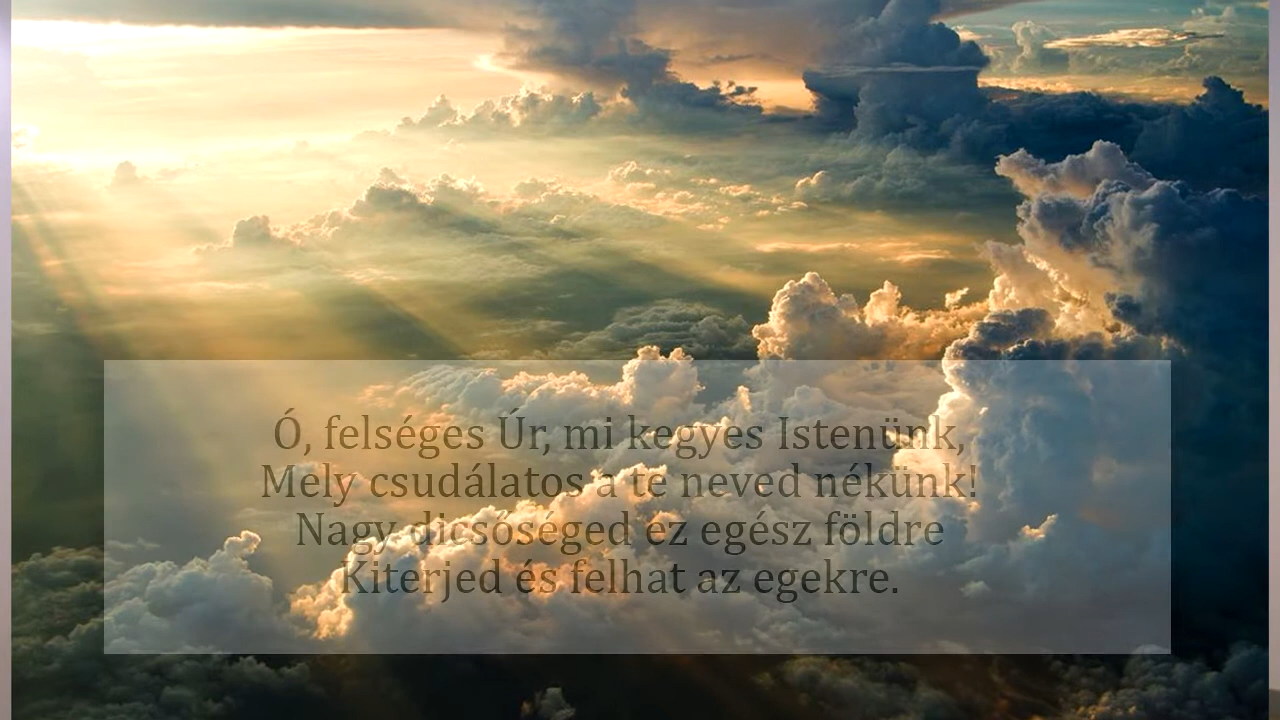 Ó, felséges Úr, mi kegyes Istenünk,
Mely csudálatos a te neved nékünk!
Nagy dicsőséged ez egész földre
Kiterjed és felhat az egekre.